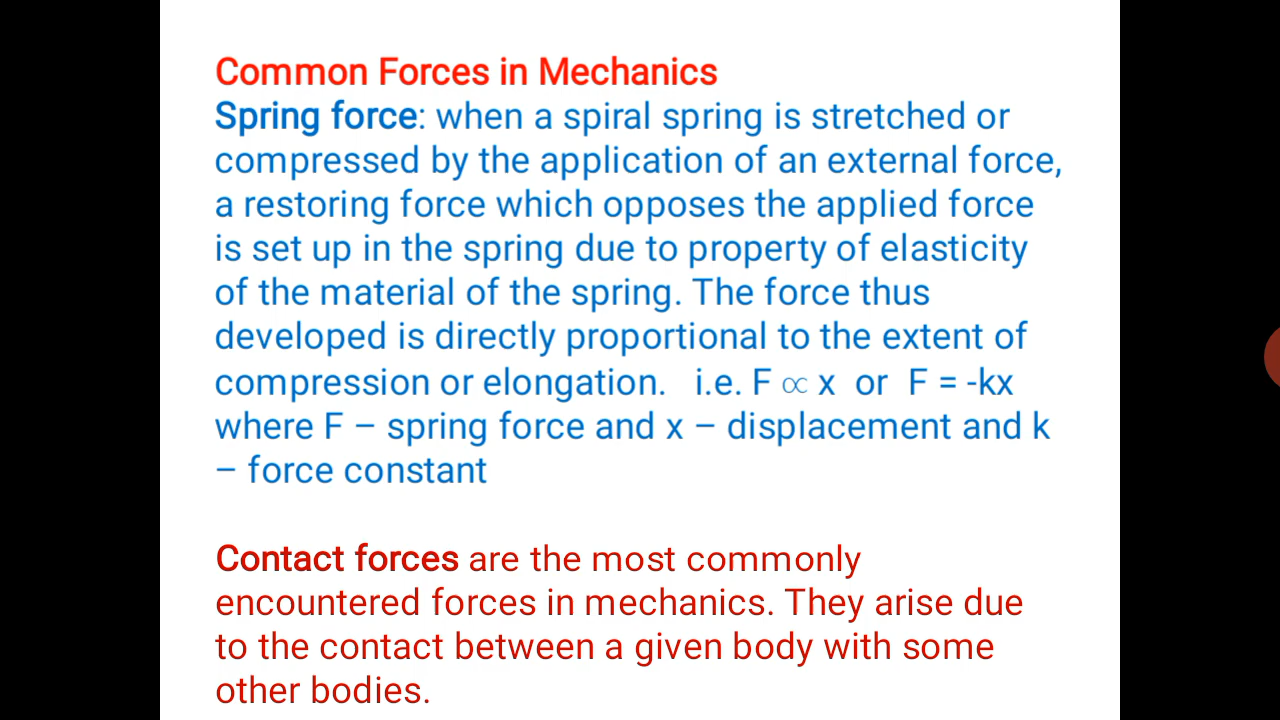 Common Forces in Mechanics
Spring force: when a spiral spring is stretched or
compressed by the application of an external force,
a restoring force which opposes the applied force
is set up in the spring due to property of elasticity
of the material of the spring. The force thus
developed is directly proportional to the extent of
compression or elongation.   i.e. F ∝ x  or  F = -kx
where F – spring force and x – displacement and k
– force constant
Contact forces are the most commonly
encountered forces in mechanics. They arise due
to the contact between a given body with some
other bodies.